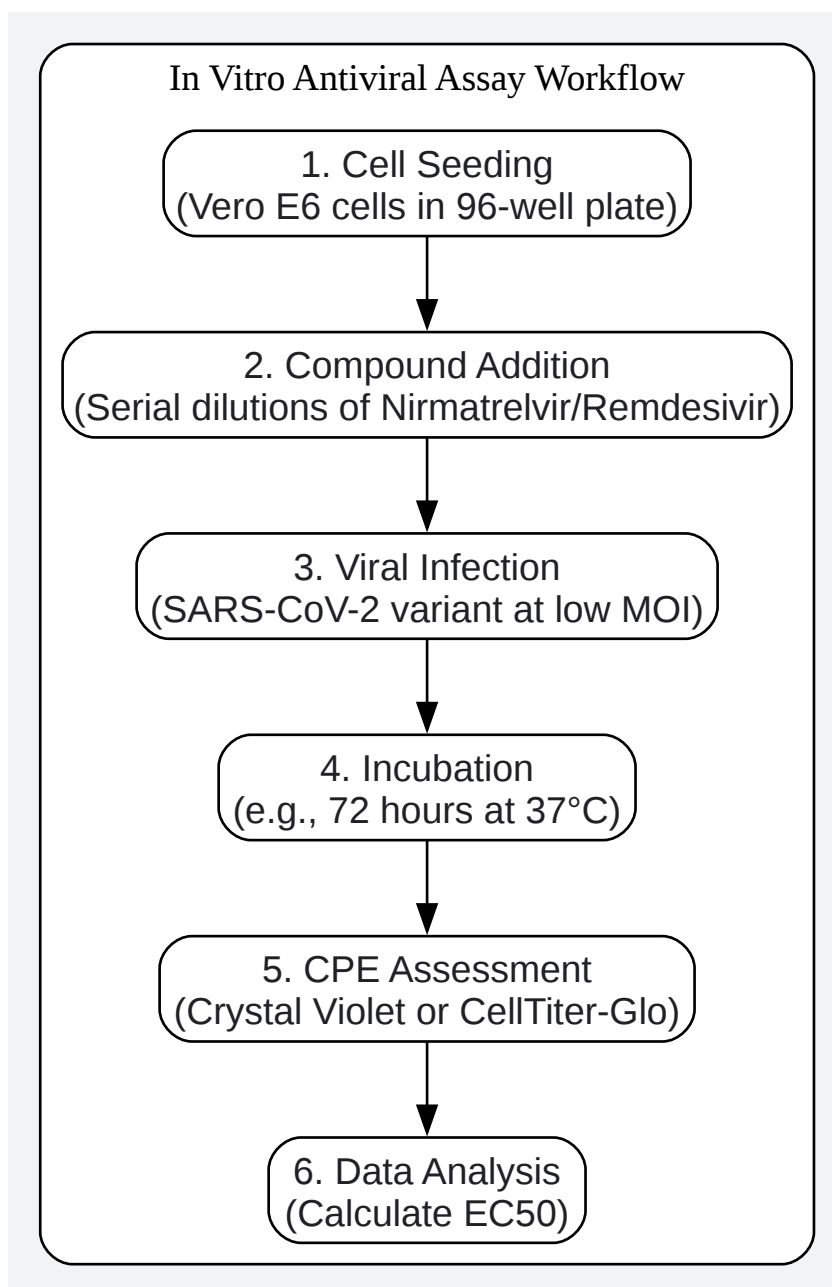 In Vitro Antiviral Assay Workflow
1. Cell Seeding
(Vero E6 cells in 96-well plate)
2. Compound Addition
(Serial dilutions of Nirmatrelvir/Remdesivir)
3. Viral Infection
(SARS-CoV-2 variant at low MOI)
4. Incubation
(e.g., 72 hours at 37°C)
5. CPE Assessment
(Crystal Violet or CellTiter-Glo)
6. Data Analysis
(Calculate EC50)